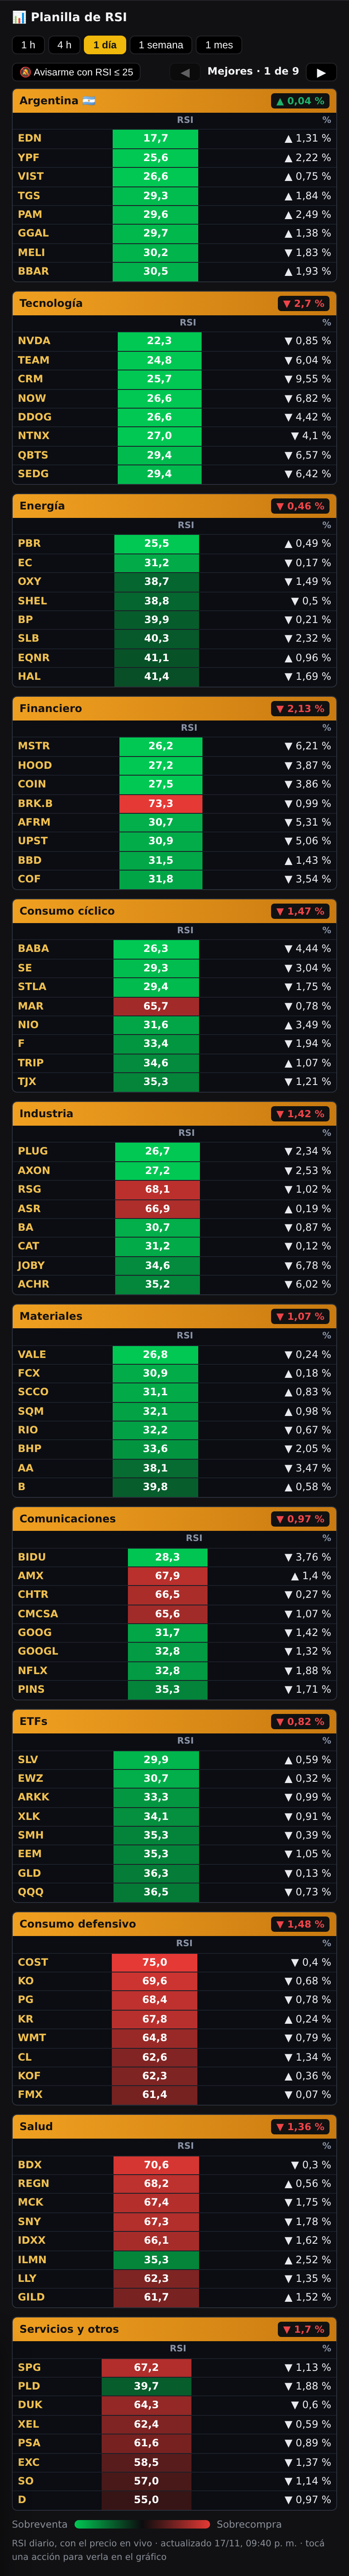 📊 Planilla de RSI
1 h 4 h 1 día 1 semana 1 mes
🔕 Avisarme con RSI ≤ 25 ◀ Mejores · 1 de 9 ▶
Argentina 🇦🇷 ▲ 0,04 %
RSI %
EDN 17,7 ▲ 1,31 %
YPF 25,6 ▲ 2,22 %
VIST 26,6 ▲ 0,75 %
TGS 29,3 ▲ 1,84 %
PAM 29,6 ▲ 2,49 %
GGAL 29,7 ▲ 1,38 %
MELI 30,2 ▼ 1,83 %
BBAR 30,5 ▲ 1,93 %
Tecnología ▼ 2,7 %
RSI %
NVDA 22,3 ▼ 0,85 %
TEAM 24,8 ▼ 6,04 %
CRM 25,7 ▼ 9,55 %
NOW 26,6 ▼ 6,82 %
DDOG 26,6 ▼ 4,42 %
NTNX 27,0 ▼ 4,1 %
QBTS 29,4 ▼ 6,57 %
SEDG 29,4 ▼ 6,42 %
Energía ▼ 0,46 %
RSI %
PBR 25,5 ▲ 0,49 %
EC 31,2 ▼ 0,17 %
OXY 38,7 ▼ 1,49 %
SHEL 38,8 ▼ 0,5 %
BP 39,9 ▼ 0,21 %
SLB 40,3 ▼ 2,32 %
EQNR 41,1 ▲ 0,96 %
HAL 41,4 ▼ 1,69 %
Financiero ▼ 2,13 %
RSI %
MSTR 26,2 ▼ 6,21 %
HOOD 27,2 ▼ 3,87 %
COIN 27,5 ▼ 3,86 %
BRK.B 73,3 ▼ 0,99 %
AFRM 30,7 ▼ 5,31 %
UPST 30,9 ▼ 5,06 %
BBD 31,5 ▲ 1,43 %
COF 31,8 ▼ 3,54 %
Consumo cíclico ▼ 1,47 %
RSI %
BABA 26,3 ▼ 4,44 %
SE 29,3 ▼ 3,04 %
STLA 29,4 ▼ 1,75 %
MAR 65,7 ▼ 0,78 %
NIO 31,6 ▲ 3,49 %
F 33,4 ▼ 1,94 %
TRIP 34,6 ▲ 1,07 %
TJX 35,3 ▼ 1,21 %
Industria ▼ 1,42 %
RSI %
PLUG 26,7 ▼ 2,34 %
AXON 27,2 ▼ 2,53 %
RSG 68,1 ▼ 1,02 %
ASR 66,9 ▲ 0,19 %
BA 30,7 ▼ 0,87 %
CAT 31,2 ▼ 0,12 %
JOBY 34,6 ▼ 6,78 %
ACHR 35,2 ▼ 6,02 %
Materiales ▼ 1,07 %
RSI %
VALE 26,8 ▼ 0,24 %
FCX 30,9 ▲ 0,18 %
SCCO 31,1 ▲ 0,83 %
SQM 32,1 ▲ 0,98 %
RIO 32,2 ▼ 0,67 %
BHP 33,6 ▼ 2,05 %
AA 38,1 ▼ 3,47 %
B 39,8 ▲ 0,58 %
Comunicaciones ▼ 0,97 %
RSI %
BIDU 28,3 ▼ 3,76 %
AMX 67,9 ▲ 1,4 %
CHTR 66,5 ▼ 0,27 %
CMCSA 65,6 ▼ 1,07 %
GOOG 31,7 ▼ 1,42 %
GOOGL 32,8 ▼ 1,32 %
NFLX 32,8 ▼ 1,88 %
PINS 35,3 ▼ 1,71 %
ETFs ▼ 0,82 %
RSI %
SLV 29,9 ▲ 0,59 %
EWZ 30,7 ▲ 0,32 %
ARKK 33,3 ▼ 0,99 %
XLK 34,1 ▼ 0,91 %
SMH 35,3 ▼ 0,39 %
EEM 35,3 ▼ 1,05 %
GLD 36,3 ▼ 0,13 %
QQQ 36,5 ▼ 0,73 %
Consumo defensivo ▼ 1,48 %
RSI %
COST 75,0 ▼ 0,4 %
KO 69,6 ▼ 0,68 %
PG 68,4 ▼ 0,78 %
KR 67,8 ▲ 0,24 %
WMT 64,8 ▼ 0,79 %
CL 62,6 ▼ 1,34 %
KOF 62,3 ▲ 0,36 %
FMX 61,4 ▼ 0,07 %
Salud ▼ 1,36 %
RSI %
BDX 70,6 ▼ 0,3 %
REGN 68,2 ▲ 0,56 %
MCK 67,4 ▼ 1,75 %
SNY 67,3 ▼ 1,78 %
IDXX 66,1 ▼ 1,62 %
ILMN 35,3 ▲ 2,52 %
LLY 62,3 ▼ 1,35 %
GILD 61,7 ▲ 1,52 %
Servicios y otros ▼ 1,7 %
RSI %
SPG 67,2 ▼ 1,13 %
PLD 39,7 ▼ 1,88 %
DUK 64,3 ▼ 0,6 %
XEL 62,4 ▼ 0,59 %
PSA 61,6 ▼ 0,89 %
EXC 58,5 ▼ 1,37 %
SO 57,0 ▼ 1,14 %
D 55,0 ▼ 0,97 %
Sobreventa Sobrecompra
RSI diario, con el precio en vivo · actualizado 17/11, 09:40 p. m. · tocá
una acción para verla en el gráfico